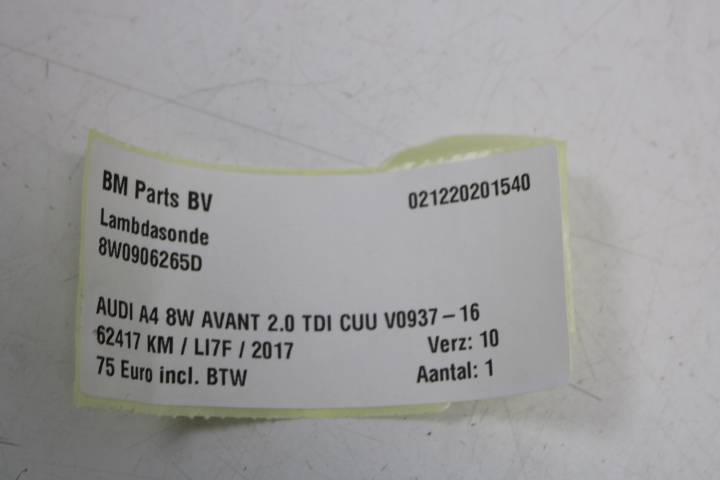 BM Parts BV 021220201540
Lambdasonde
8W0906265D
AUDI A4 8W AVANT 2.0 TDI CUU V0937 – 16
62417 KM / LI7F / 2017 Verz: 10
75 Euro incl. BTW Aantal: 1